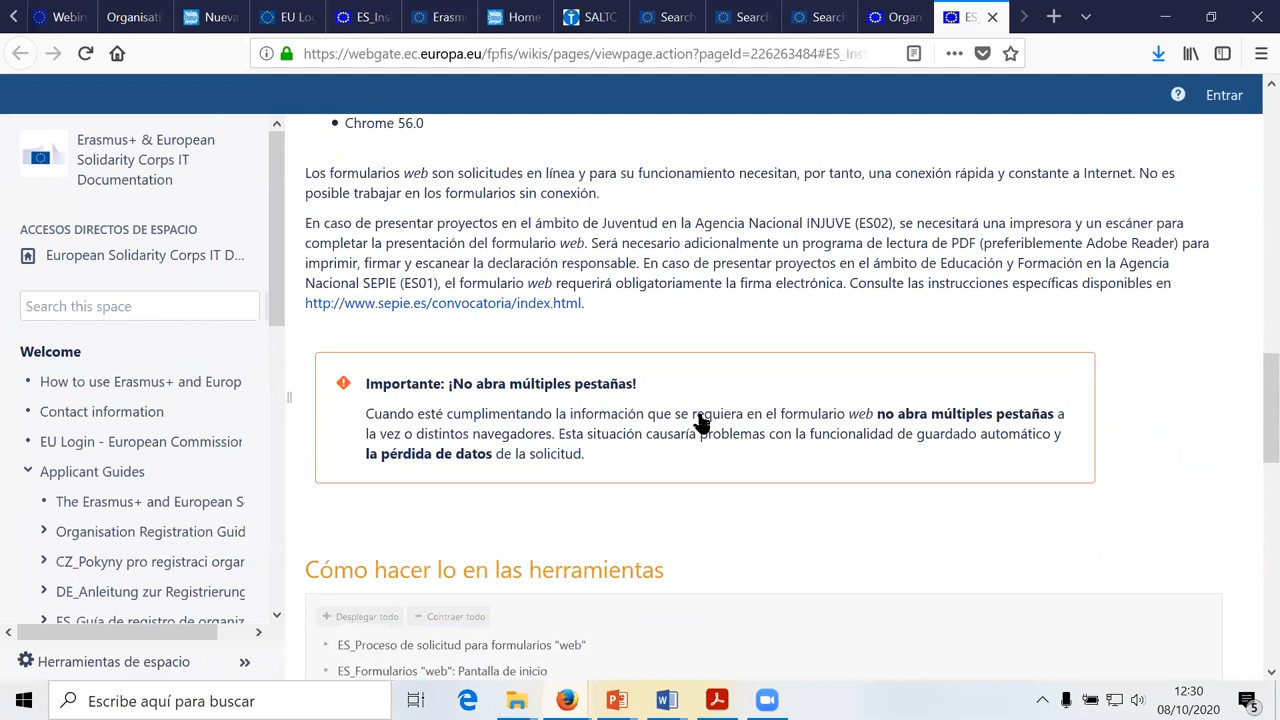 Webin
Organisati
Nueva
EU Lo
ES_Ins
Erasm
Home
SALTC
Search
Search
Search
Organ
ES_
https://webgate.ec.europa.eu/fpfis/wikis/pages/viewpage.action?pageId=226263484#ES_Inst
Entrar
Erasmus+ & European
Solidarity Corps IT
Documentation
ACCESOS DIRECTOS DE ESPACIO
European Solidarity Corps IT D...
Search this space
Welcome
How to use Erasmus+ and Europ
Contact information
EU Login - European Commission
Applicant Guides
The Erasmus+ and European S
Organisation Registration Guid
CZ_Pokyny pro registraci organ
DE_Anleitung zur Registrierung
ES_Guía de registro de organiz
Herramientas de espacio
• Chrome 56.0
Los formularios web son solicitudes en línea y para su funcionamiento necesitan, por tanto, una conexión rápida y constante a Internet. No es
posible trabajar en los formularios sin conexión.
En caso de presentar proyectos en el ámbito de Juventud en la Agencia Nacional INJUVE (ES02), se necesitará una impresora y un escáner para
completar la presentación del formulario web. Será necesario adicionalmente un programa de lectura de PDF (preferiblemente Adobe Reader) para
imprimir, firmar y escanear la declaración responsable. En caso de presentar proyectos en el ámbito de Educación y Formación en la Agencia
Nacional SEPIE (ES01), el formulario web requerirá obligatoriamente la firma electrónica. Consulte las instrucciones específicas disponibles en
http://www.sepie.es/convocatoria/index.html.
Importante: ¡No abra múltiples pestañas!
Cuando esté cumplimentando la información que se requiera en el formulario web no abra múltiples pestañas a
la vez o distintos navegadores. Esta situación causaría problemas con la funcionalidad de guardado automático y
la pérdida de datos de la solicitud.
Cómo hacer lo en las herramientas
+ Desplegar todo − Contraer todo
ES_Proceso de solicitud para formularios "web"
ES_Formularios "web": Pantalla de inicio
Escribe aquí para buscar
12:30
08/10/2020
5